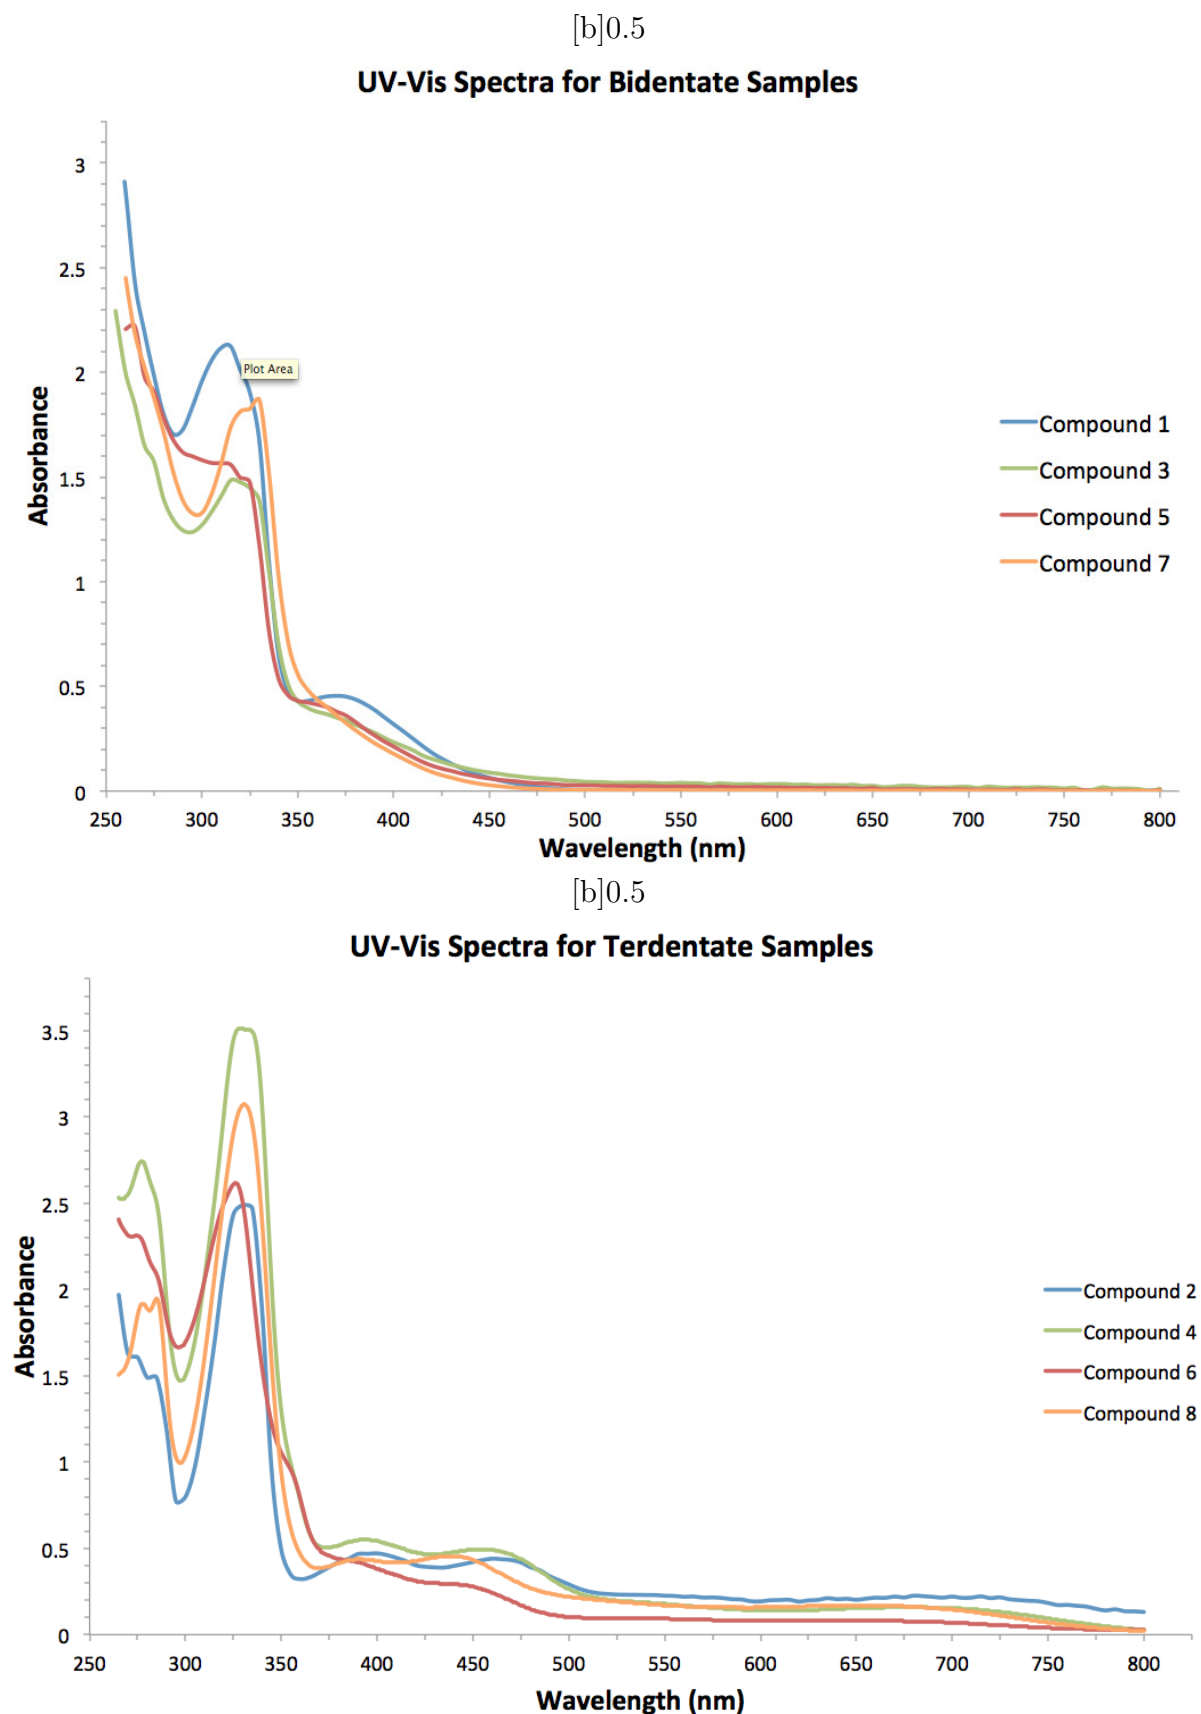 [b]0.5
UV-Vis Spectra for Bidentate Samples
3
2.5
2
1.5
1
0.5
0
Absorbance
Plot Area
Compound 1
Compound 3
Compound 5
Compound 7
250 300 350 400 450 500 550 600 650 700 750 800
Wavelength (nm)
[b]0.5
UV-Vis Spectra for Terdentate Samples
3.5
3
2.5
2
1.5
1
0.5
0
Absorbance
Compound 2
Compound 4
Compound 6
Compound 8
250 300 350 400 450 500 550 600 650 700 750 800
Wavelength (nm)